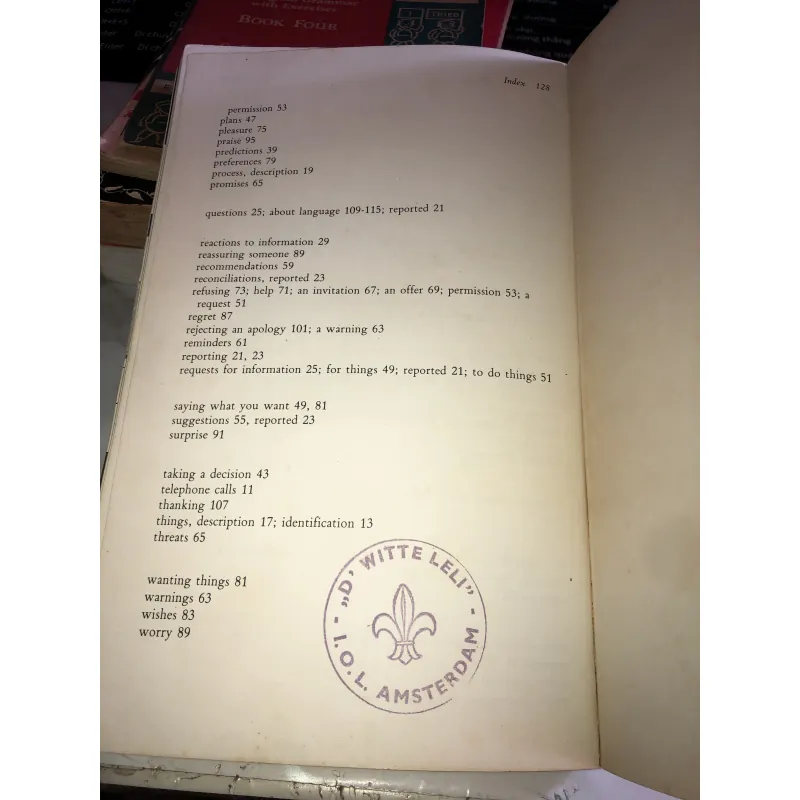 with Exercises
BOOK FOUR
THIRD
Index 128
permission 53
plans 47
pleasure 75
praise 95
predictions 39
preferences 79
process, description 19
promises 65
questions 25; about language 109-115; reported 21
reactions to information 29
reassuring someone 89
recommendations 59
reconciliations, reported 23
refusing 73; help 71; an invitation 67; an offer 69; permission 53; a
request 51
regret 87
rejecting an apology 101; a warning 63
reminders 61
reporting 21, 23
requests for information 25; for things 49; reported 21; to do things 51
saying what you want 49, 81
suggestions 55, reported 23
surprise 91
taking a decision 43
telephone calls 11
thanking 107
things, description 17; identification 13
threats 65
wanting things 81
warnings 63
wishes 83
worry 89
„D' WITTE LELI"
- I.O.L. AMSTERDAM -